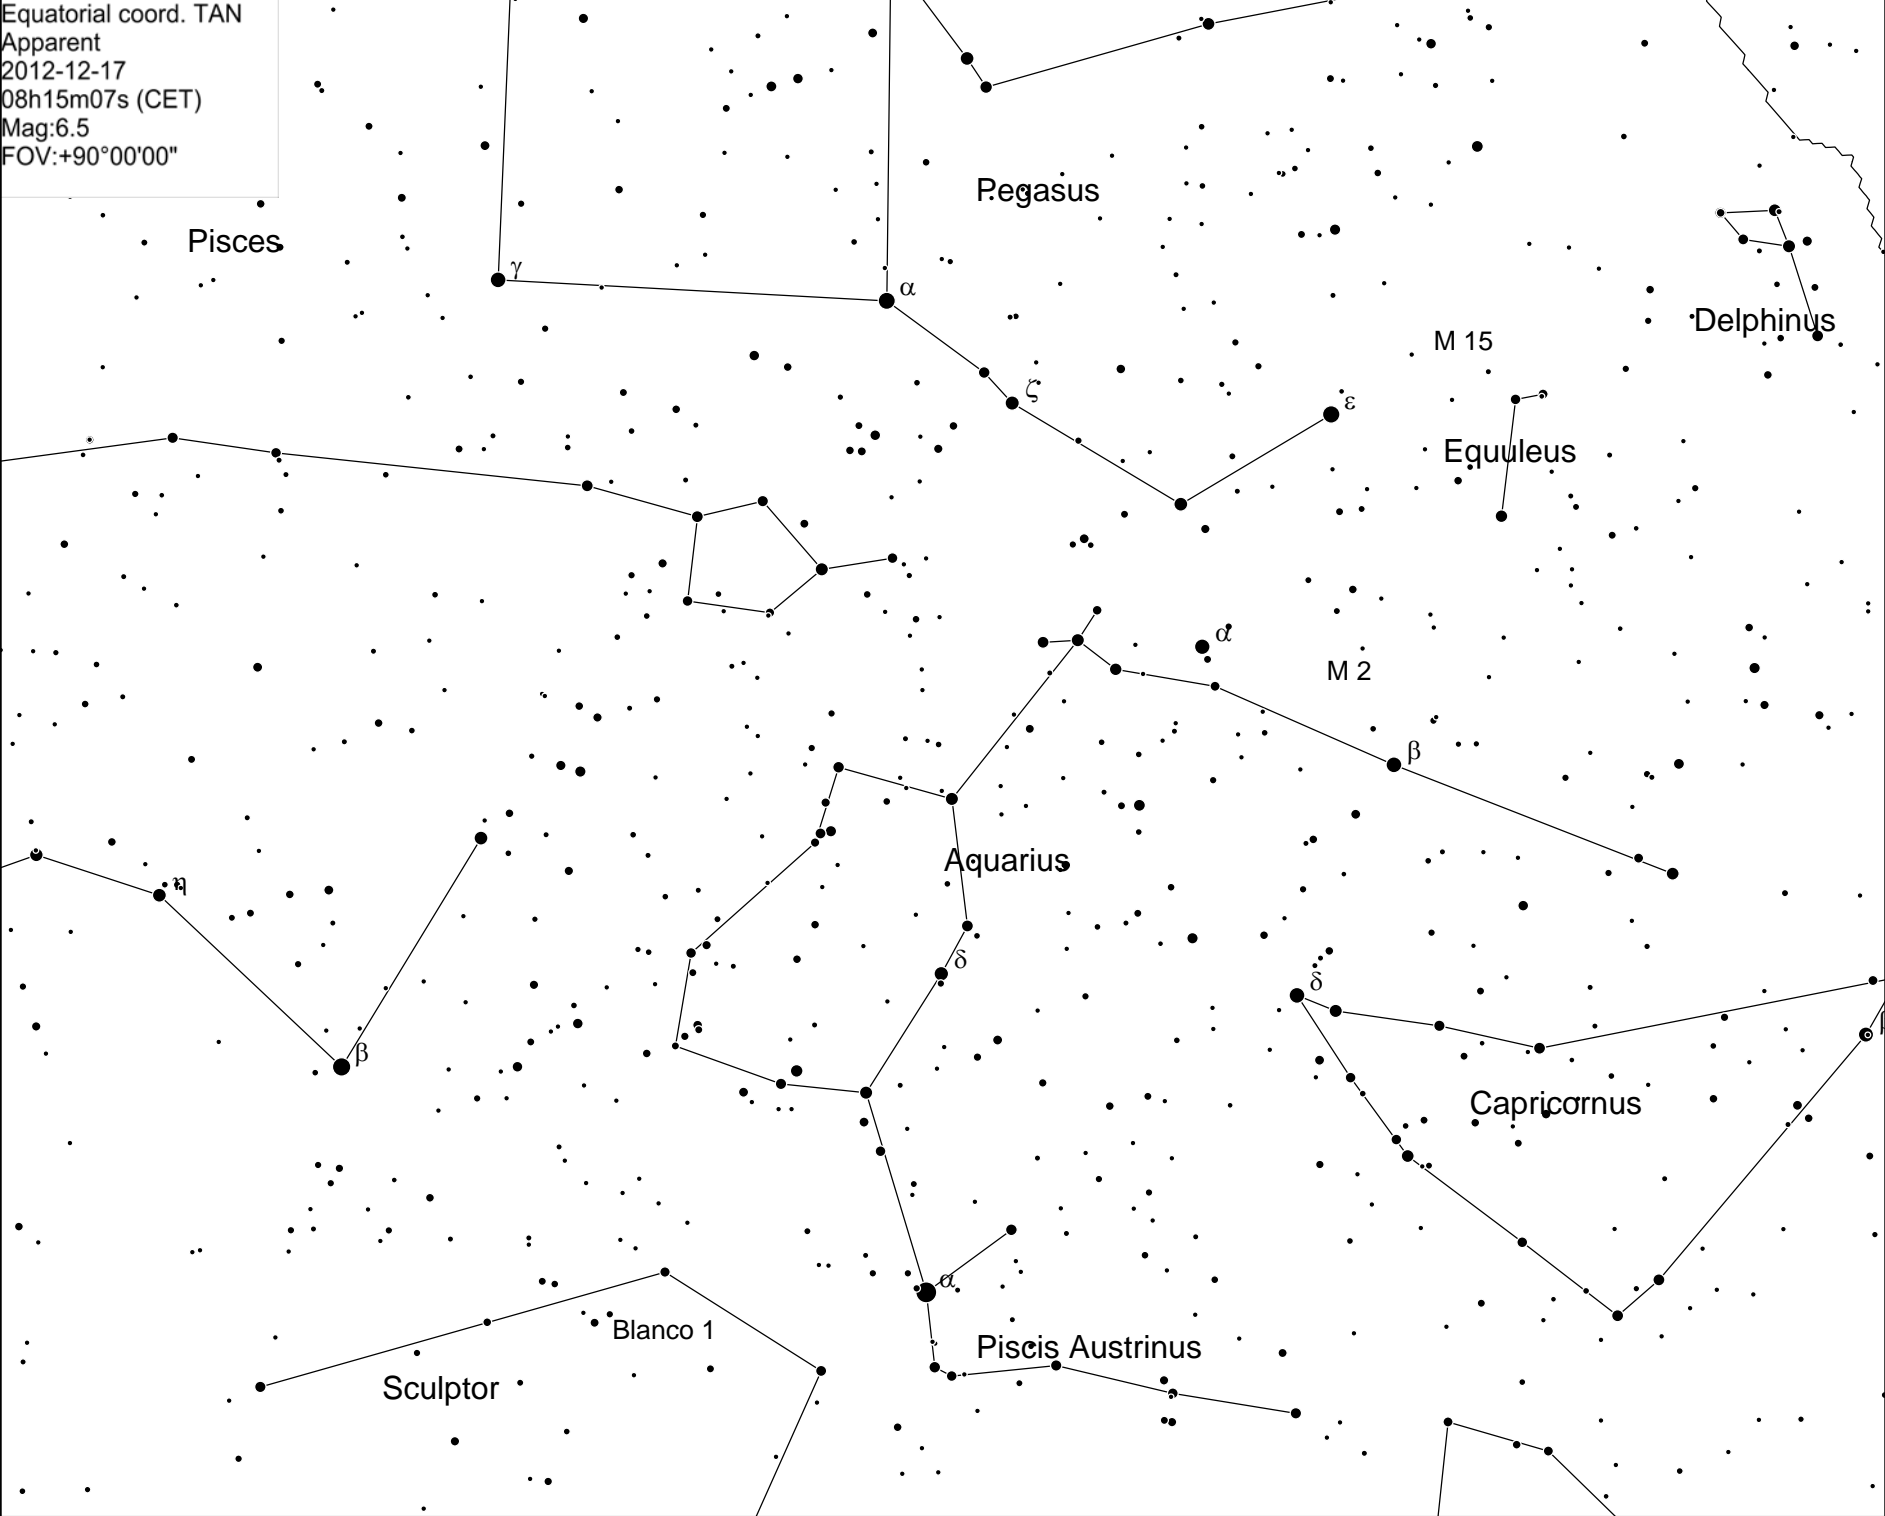 Equatorial coord. TAN
Apparent
2012-12-17
08h15m07s (CET)
Mag:6.5
FOV:+90°00'00"
Pegasus
Pisces
γ
α
Delphinus
M 15
ζ
ε
Equuleus
α
M 2
β
Aquarius
η
δ
δ
β
β
Capricornus
α
Blanco 1
Piscis Austrinus
Sculptor